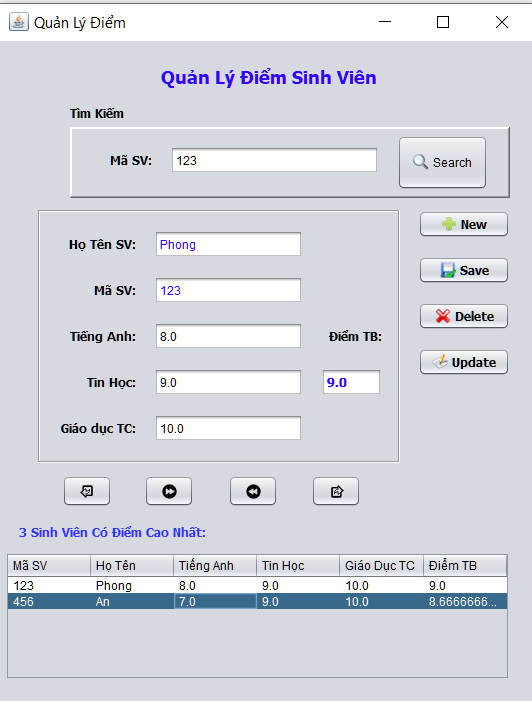 Quản Lý Điểm
Quản Lý Điểm Sinh Viên
Tìm Kiếm
Mã SV: 123 Search
Họ Tên SV: Phong
New
Mã SV: 123
Save
Tiếng Anh: 8.0 Điểm TB:
Delete
Tin Học: 9.0 9.0
Update
Giáo dục TC: 10.0
3 Sinh Viên Có Điểm Cao Nhất:
Mã SV Họ Tên Tiếng Anh Tin Học Giáo Dục TC Điểm TB
123 Phong 8.0 9.0 10.0 9.0
456 An 7.0 9.0 10.0 8.6666666...